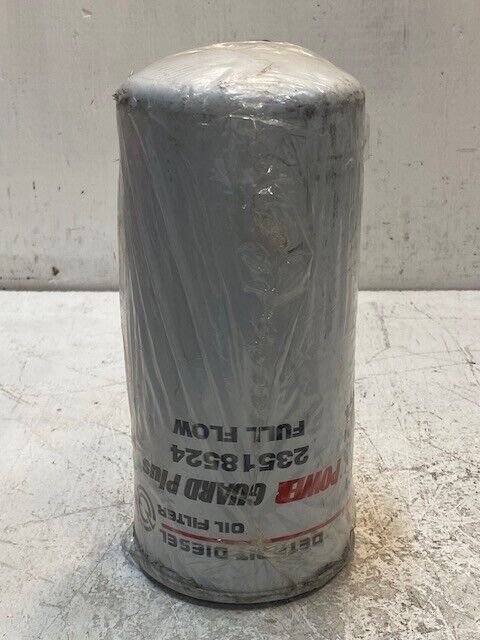 DETROIT DIESEL
OIL FILTER
POWER GUARD Plus
23518524
FULL FLOW